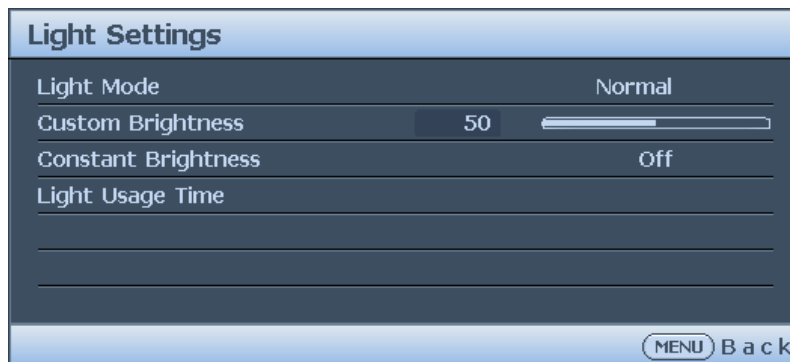 Light Settings
Light Mode Normal
Custom Brightness 50
Constant Brightness Off
Light Usage Time
MENU Back